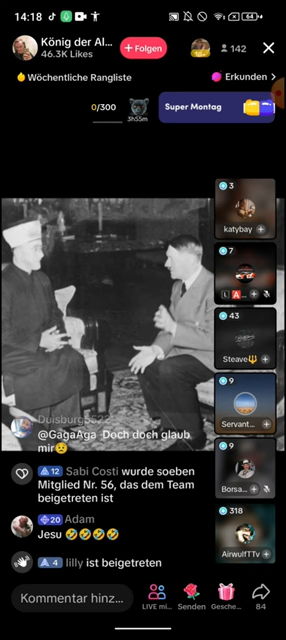 14:18
64
König der Al...
46.3K Likes
+ Folgen
142
Wöchentliche Rangliste
Erkunden >
0/300
3h55m
Super Montag
3
katybay
7
43
Steave🔱
9
Servant...
9
Borsa...
318
AirwulfTTv
Duisburg5322
@GagaAga Doch doch glaub
mir😣
12 Sabi Costi wurde soeben
Mitglied Nr. 56, das dem Team
beigetreten ist
20 Adam
Jesu 🤣🤣🤣🤣
4 lilly ist beigetreten
Kommentar hinz...
LIVE mi...
Senden
Gesche...
84